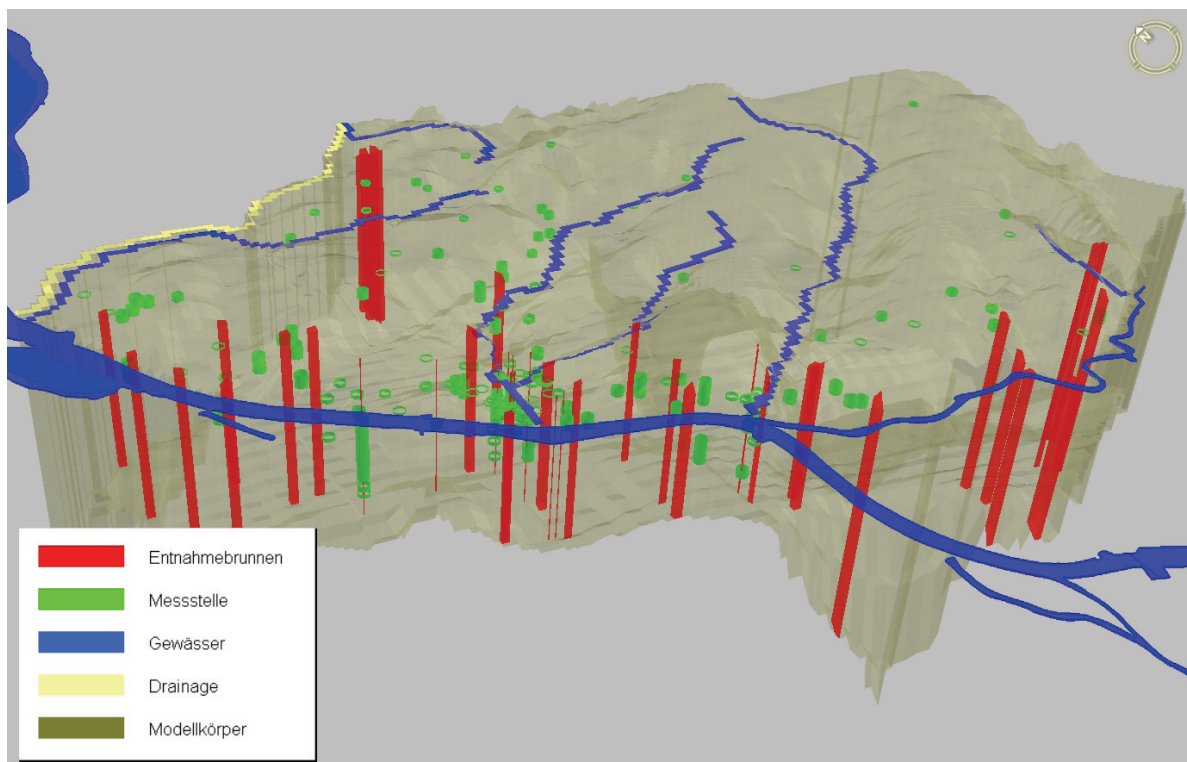 N
Entnahmebrunnen
Messstelle
Gewässer
Drainage
Modellkörper